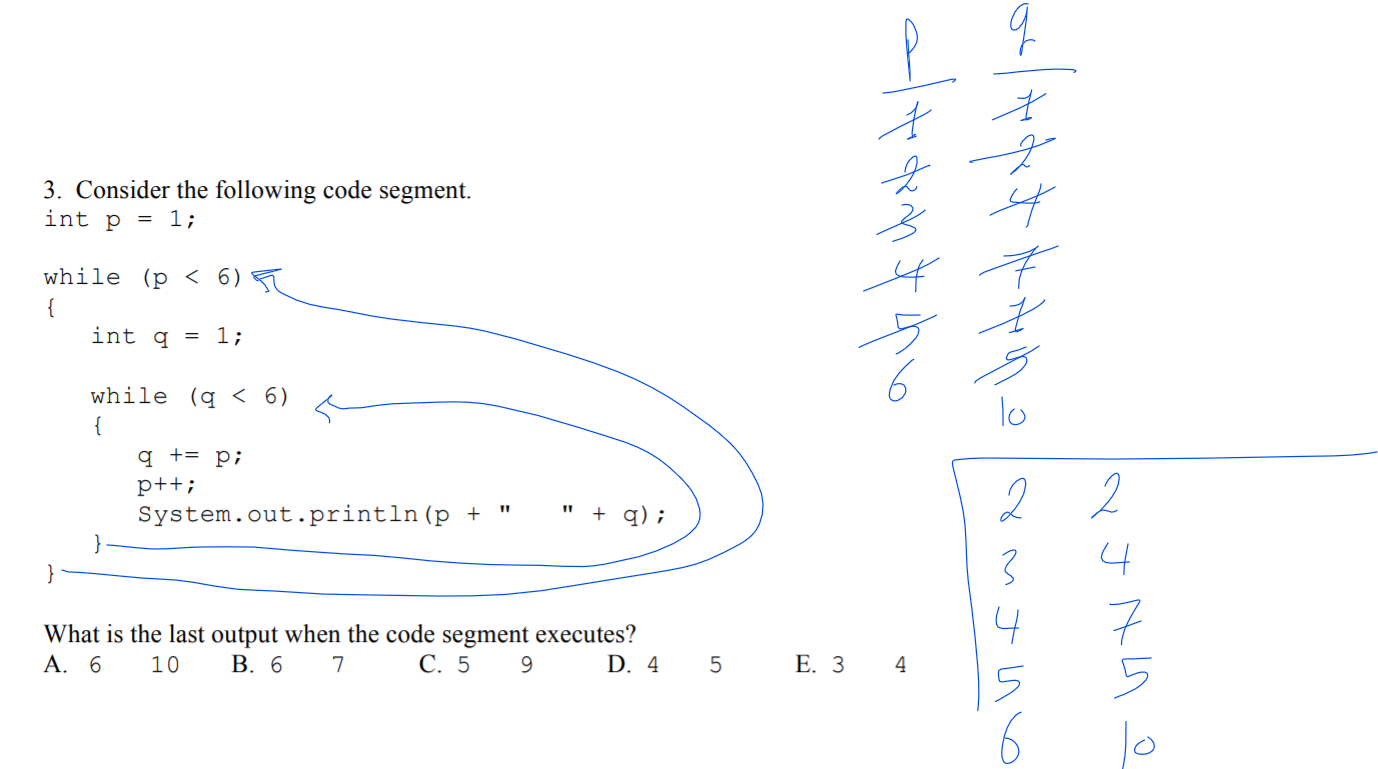 3. Consider the following code segment.
int p = 1;
while (p < 6)
{
int q = 1;
while (q < 6)
{
q += p;
p++;
System.out.println(p + "   " + q);
}
}
What is the last output when the code segment executes?
A. 6 10 B. 6 7 C. 5 9 D. 4 5 E. 3 4
p q
1 1
2 2
3 4
4 7
5 1
6 5
10
2 2
3 4
4 7
5 5
6 10